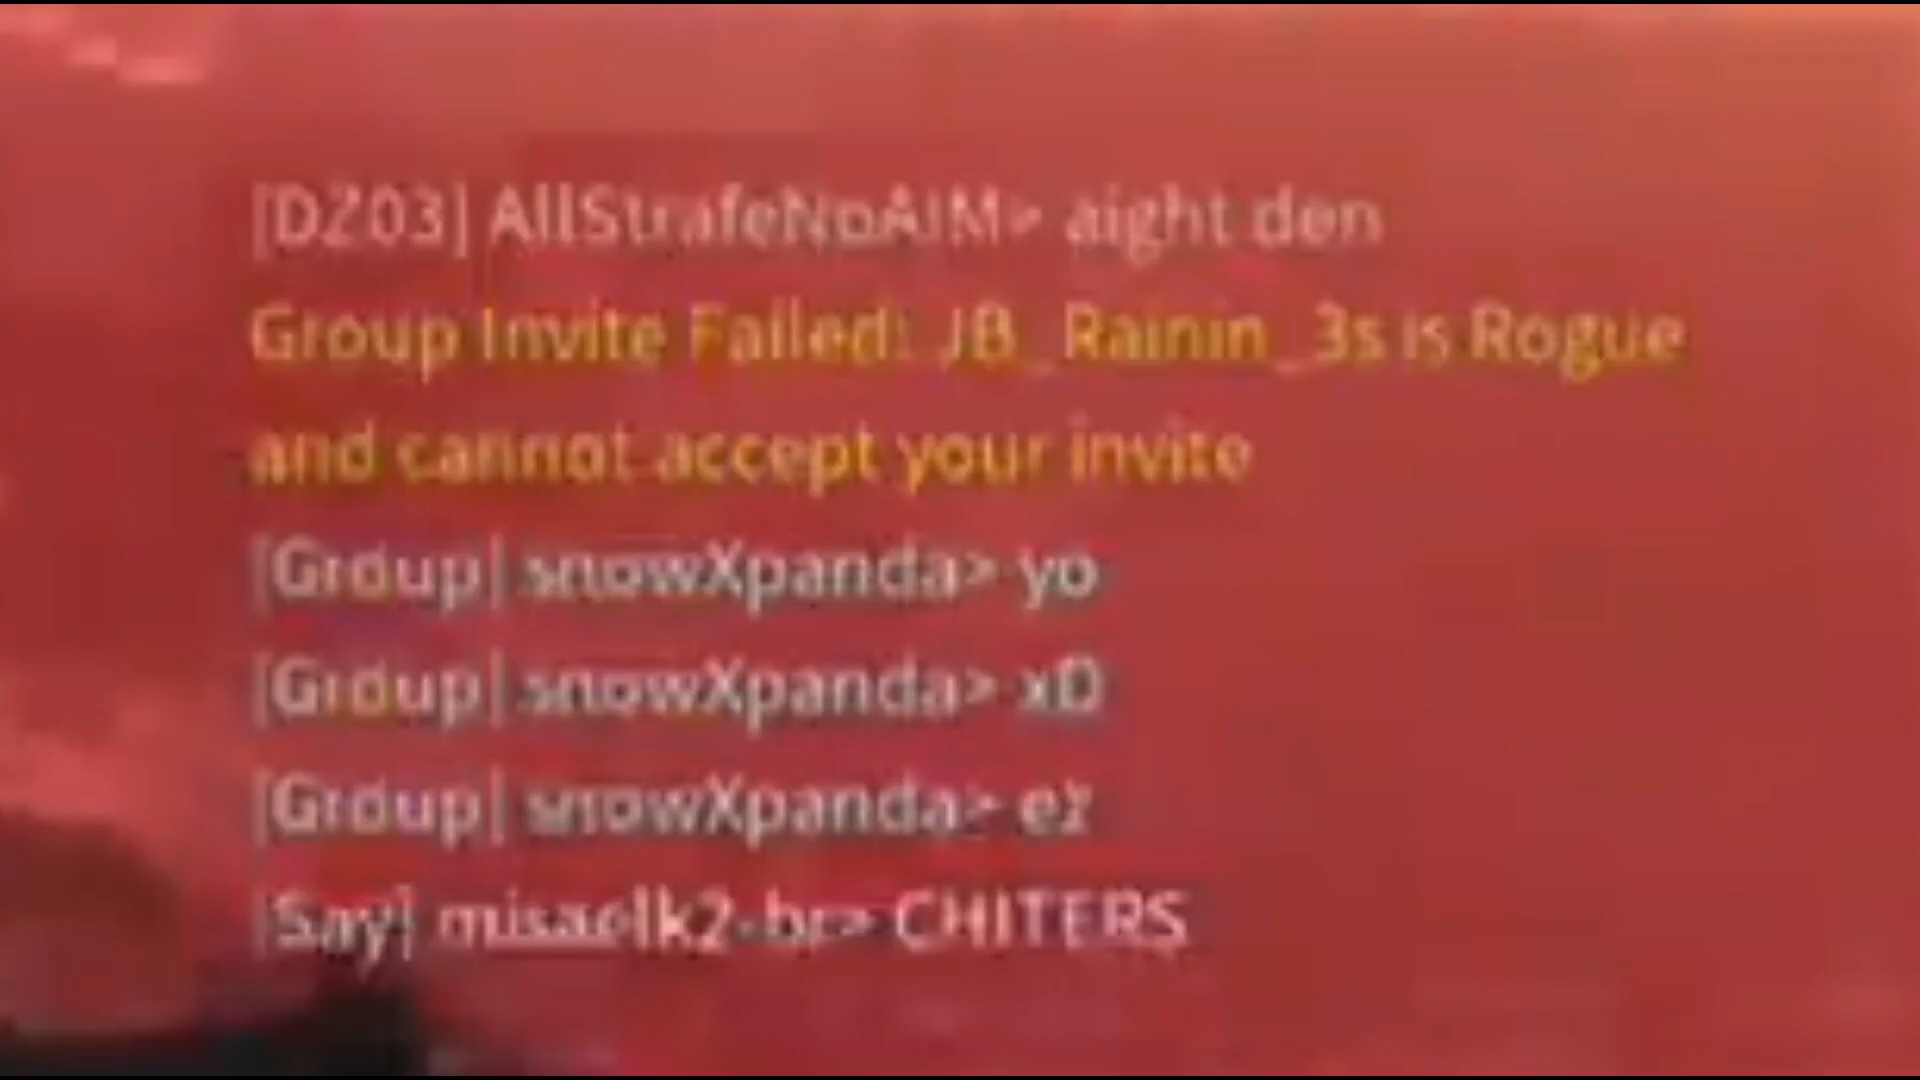 [DZ03] AllStrafeNoAIM> aight den
Group Invite Failed: JB_Rainin_3s is Rogue
and cannot accept your invite
[Group] snowXpanda> yo
[Group] snowXpanda> xD
[Group] snowXpanda> ez
[Say] misaelk2-br> CHITERS